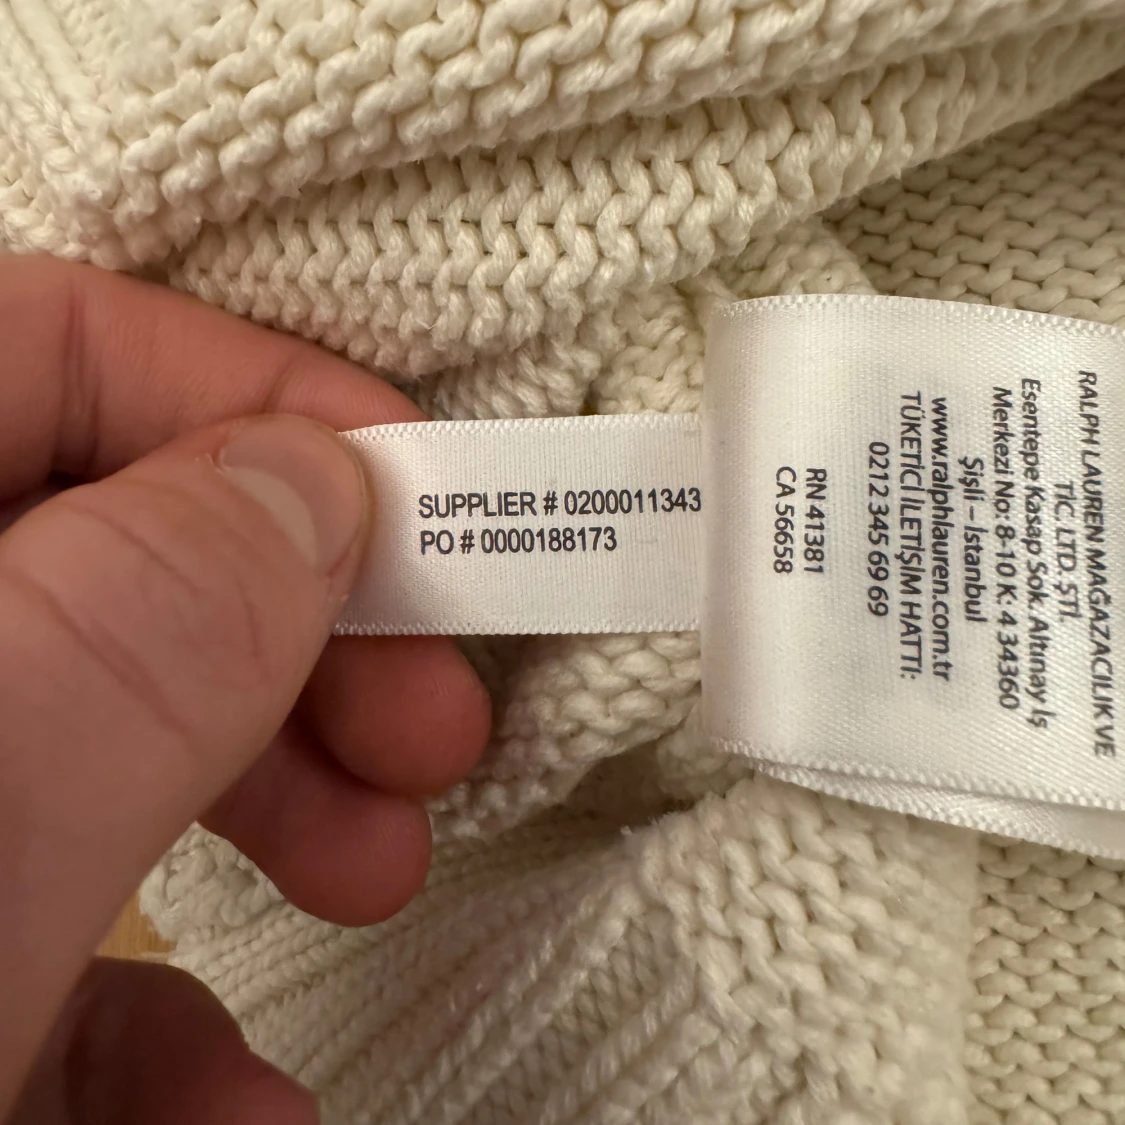 SUPPLIER # 0200011343
PO # 0000188173
RALPH LAUREN MAĞAZACILIK VE
TİC. LTD. ŞTİ.
Esentepe Kasap Sok. Altınay İş
Merkezi No: 8-10 K: 4 34360
Şişli – İstanbul
www.ralphlauren.com.tr
TÜKETİCİ İLETİŞİM HATTI:
0212 345 69 69
RN 41381
CA 56658